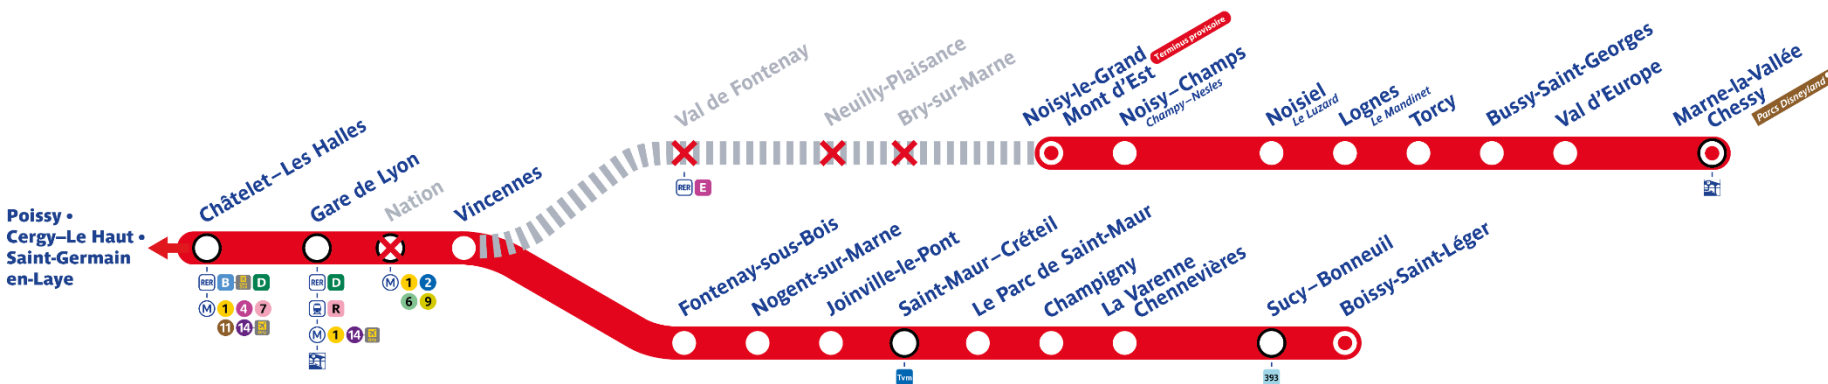 Poissy •
Cergy–Le Haut •
Saint-Germain
en-Laye
Châtelet–Les Halles
RER B D
M 1 4 7
11 14
Gare de Lyon
RER D
R
M 1 14
Nation
M 1 2
6 9
Vincennes
Val de Fontenay
RER E
Neuilly-Plaisance
Bry-sur-Marne
Noisy-le-Grand
Mont d'Est
Terminus provisoire
Noisy–Champs
Champy–Nesles
Noisiel
Le Luzard
Lognes
Le Mandinet
Torcy
Bussy-Saint-Georges
Val d'Europe
Marne-la-Vallée
Chessy
Parcs Disneyland
Fontenay-sous-Bois
Nogent-sur-Marne
Joinville-le-Pont
Saint-Maur–Créteil
Tvm
Le Parc de Saint-Maur
Champigny
La Varenne
Chennevières
Sucy–Bonneuil
393
Boissy-Saint-Léger